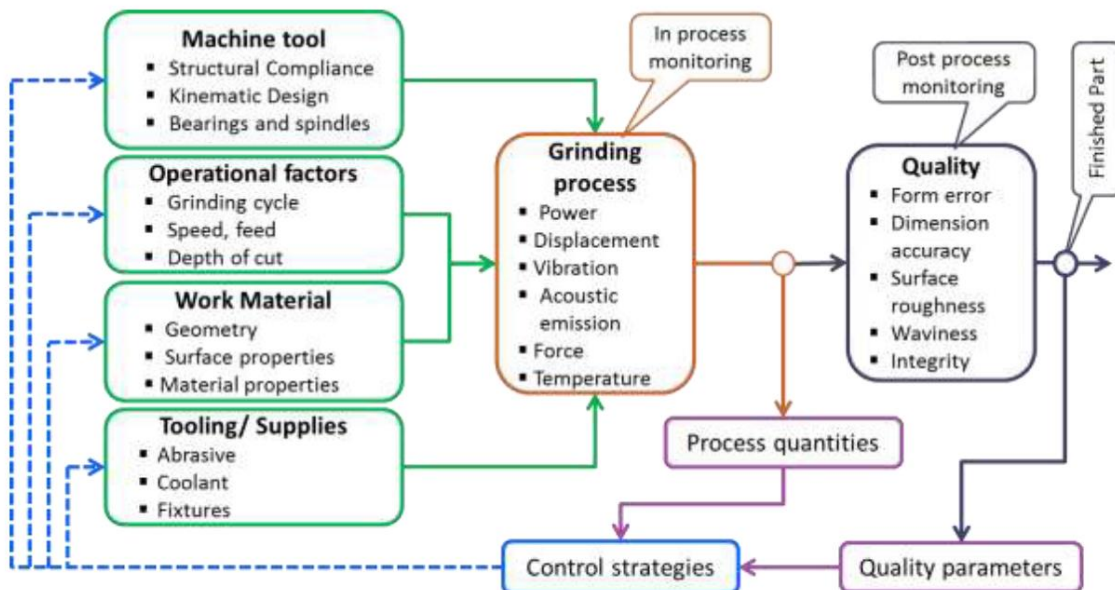 Machine tool
▪ Structural Compliance
▪ Kinematic Design
▪ Bearings and spindles
Operational factors
▪ Grinding cycle
▪ Speed, feed
▪ Depth of cut
Work Material
▪ Geometry
▪ Surface properties
▪ Material properties
Tooling/ Supplies
▪ Abrasive
▪ Coolant
▪ Fixtures
In process
monitoring
Grinding
process
▪ Power
▪ Displacement
▪ Vibration
▪ Acoustic
emission
▪ Force
▪ Temperature
Post process
monitoring
Quality
▪ Form error
▪ Dimension
accuracy
▪ Surface
roughness
▪ Waviness
▪ Integrity
Finished Part
Process quantities
Control strategies
Quality parameters